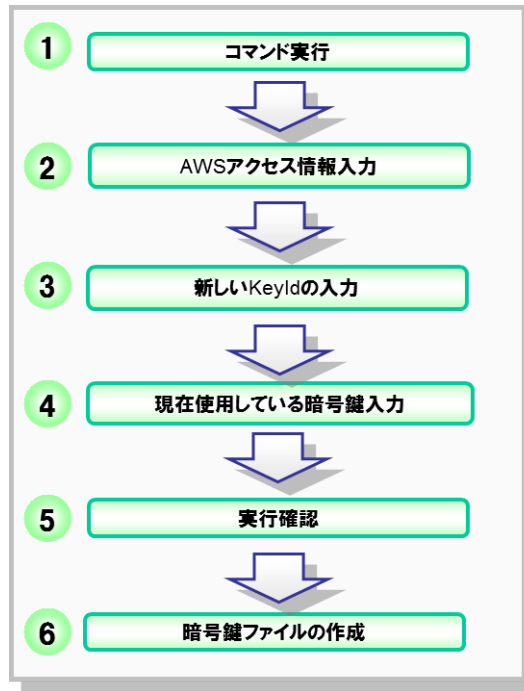 1 コマンド実行
2 AWSアクセス情報入力
3 新しいKeyIdの入力
4 現在使用している暗号鍵入力
5 実行確認
6 暗号鍵ファイルの作成